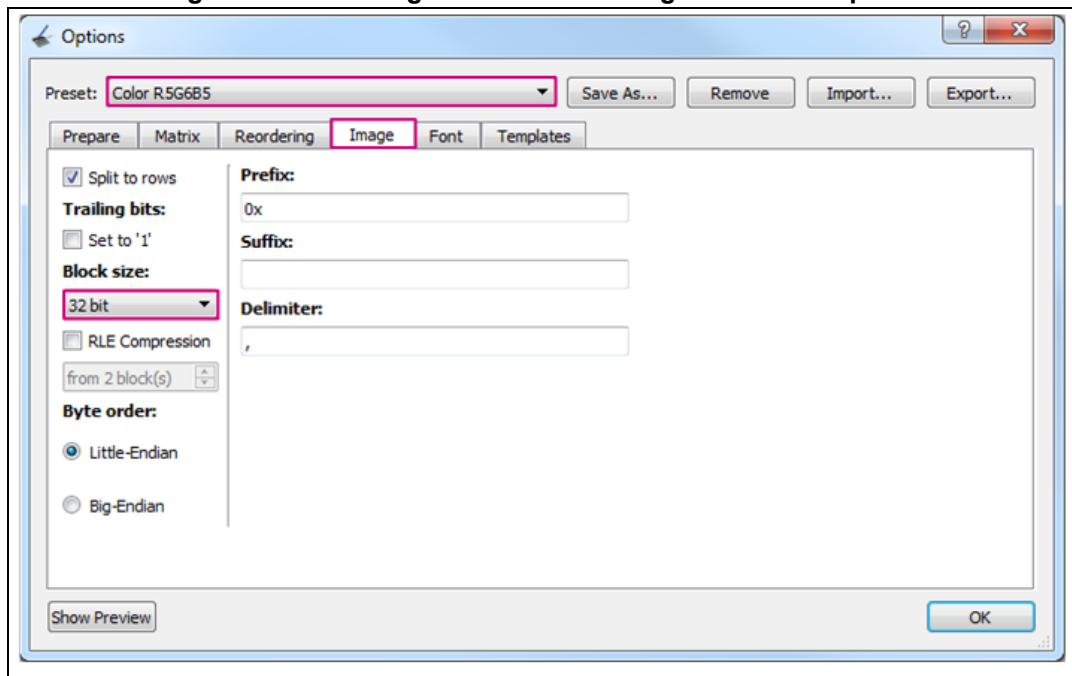 Options
Preset: Color R5G6B5 Save As... Remove Import... Export...
Prepare Matrix Reordering Image Font Templates
Split to rows
Trailing bits:
Set to '1'
Block size:
32 bit
RLE Compression
from 2 block(s)
Byte order:
Little-Endian
Big-Endian
Prefix:
0x
Suffix:
Delimiter:
,
Show Preview OK